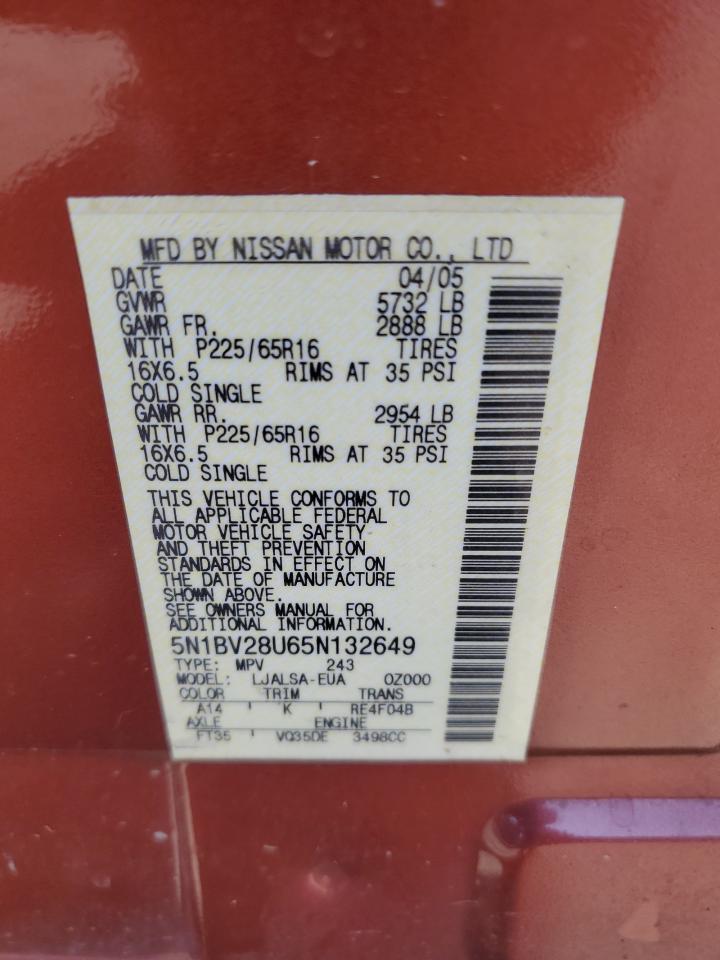 MFD BY NISSAN MOTOR CO., LTD
DATE 04/05
GVWR 5732 LB
GAWR FR. 2888 LB
WITH P225/65R16 TIRES
16X6.5 RIMS AT 35 PSI
COLD SINGLE
GAWR RR. 2954 LB
WITH P225/65R16 TIRES
16X6.5 RIMS AT 35 PSI
COLD SINGLE
THIS VEHICLE CONFORMS TO
ALL APPLICABLE FEDERAL
MOTOR VEHICLE SAFETY
AND THEFT PREVENTION
STANDARDS IN EFFECT ON
THE DATE OF MANUFACTURE
SHOWN ABOVE.
SEE OWNERS MANUAL FOR
ADDITIONAL INFORMATION.
5N1BV28U65N132649
TYPE: MPV 243
MODEL: LJALSA-EUA 0Z000
COLOR TRIM TRANS
A14 K RE4F04B
AXLE ENGINE
FT35 VQ35DE 3498CC